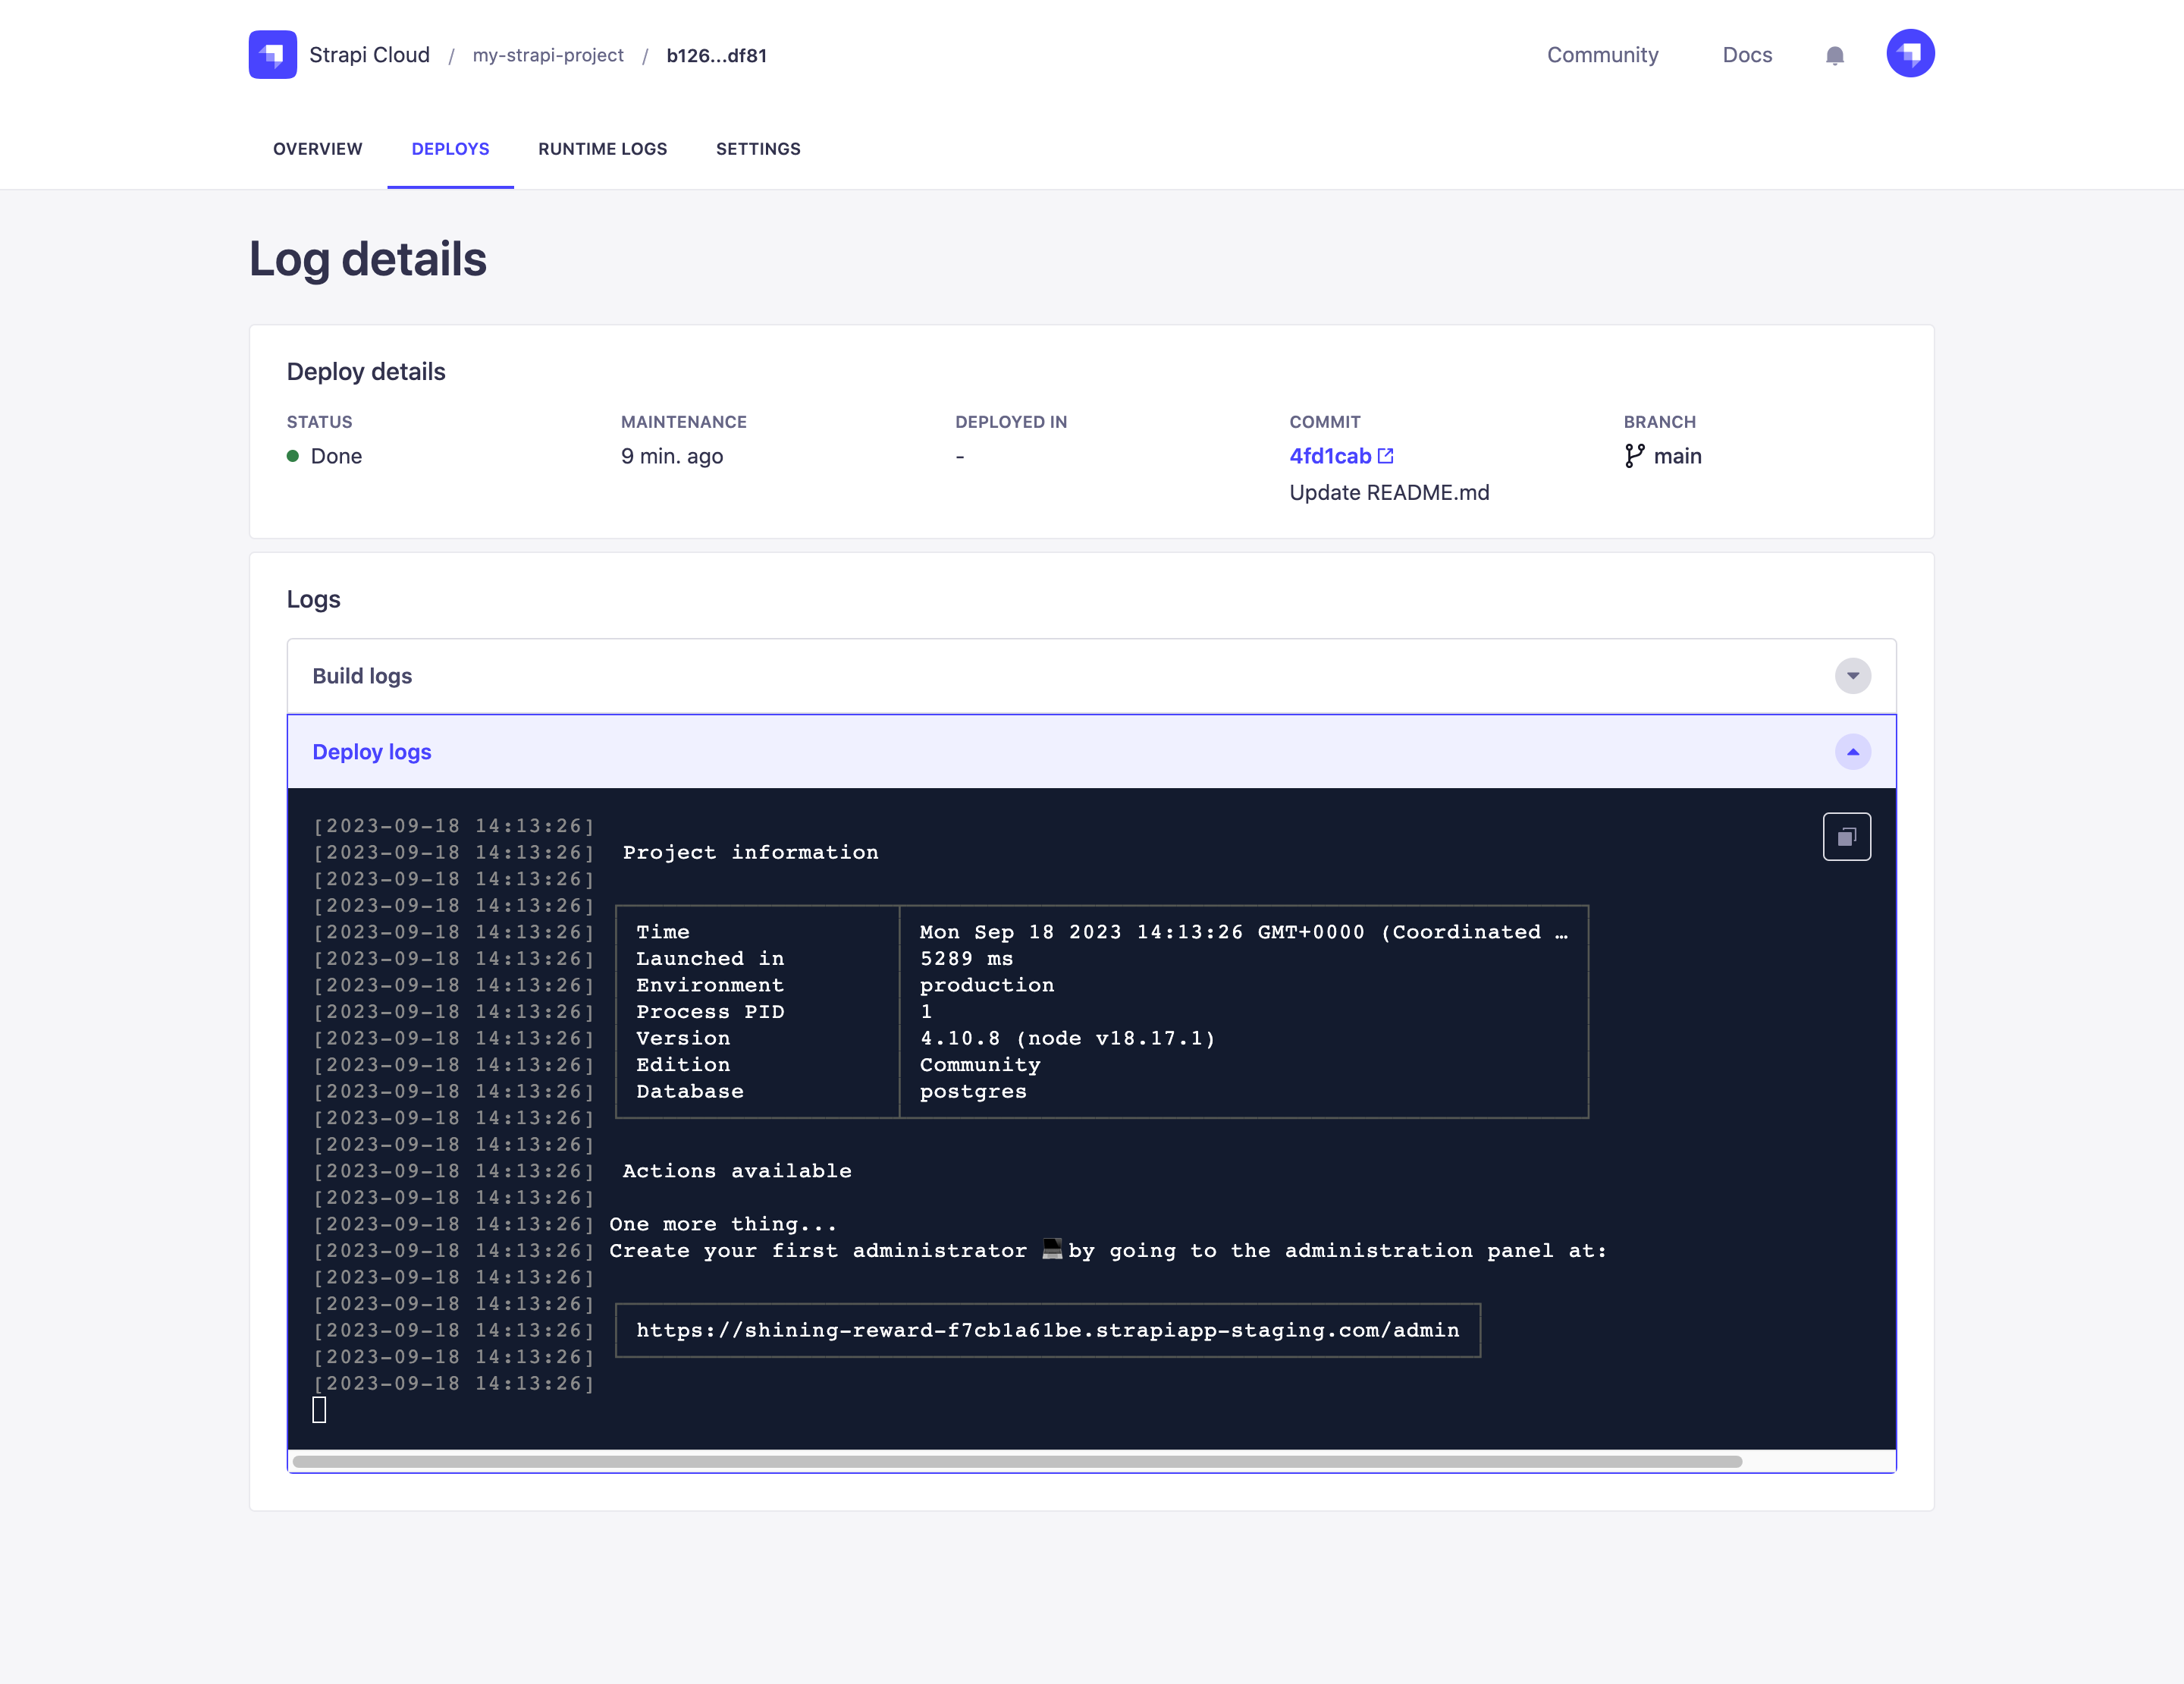 Strapi Cloud / my-strapi-project / b126...df81
Community Docs
OVERVIEW DEPLOYS RUNTIME LOGS SETTINGS
Log details
Deploy details
STATUS MAINTENANCE DEPLOYED IN COMMIT BRANCH
Done 9 min. ago - 4fd1cab main
Update README.md
Logs
Build logs
Deploy logs
[2023-09-18 14:13:26]
[2023-09-18 14:13:26] Project information
[2023-09-18 14:13:26]
[2023-09-18 14:13:26]
[2023-09-18 14:13:26] Time Mon Sep 18 2023 14:13:26 GMT+0000 (Coordinated …
[2023-09-18 14:13:26] Launched in 5289 ms
[2023-09-18 14:13:26] Environment production
[2023-09-18 14:13:26] Process PID 1
[2023-09-18 14:13:26] Version 4.10.8 (node v18.17.1)
[2023-09-18 14:13:26] Edition Community
[2023-09-18 14:13:26] Database postgres
[2023-09-18 14:13:26]
[2023-09-18 14:13:26]
[2023-09-18 14:13:26] Actions available
[2023-09-18 14:13:26]
[2023-09-18 14:13:26] One more thing...
[2023-09-18 14:13:26] Create your first administrator 💻 by going to the administration panel at:
[2023-09-18 14:13:26]
[2023-09-18 14:13:26]
[2023-09-18 14:13:26] https://shining-reward-f7cb1a61be.strapiapp-staging.com/admin
[2023-09-18 14:13:26]
[2023-09-18 14:13:26]